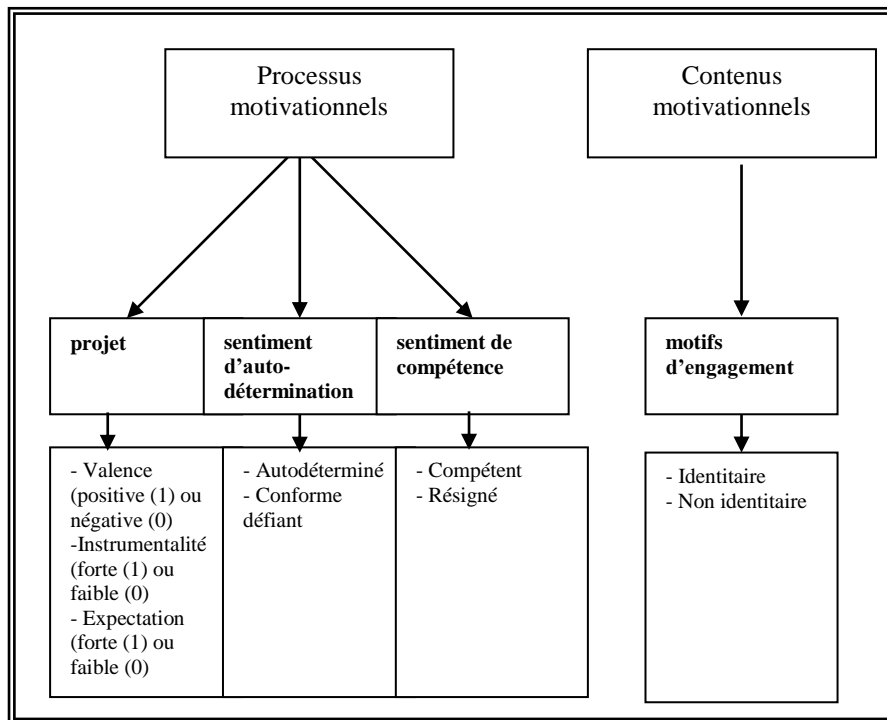 Processus
motivationnels
Contenus
motivationnels
projet
sentiment
d'auto-
détermination
sentiment de
compétence
motifs
d'engagement
- Valence
(positive (1) ou
négative (0)
-Instrumentalité
(forte (1) ou
faible (0)
- Expectation
(forte (1) ou
faible (0)
- Autodéterminé
- Conforme
défiant
- Compétent
- Résigné
- Identitaire
- Non identitaire